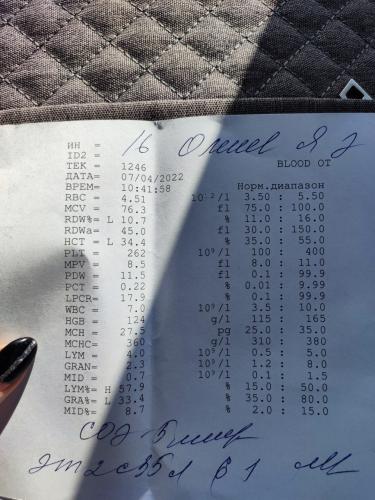 ИН = 16
ID2 =
ТЕК = 1246 BLOOD OT
ДАТА= 07/04/2022
ВРЕМ= 10:41:58 Норм.диапазон
RBC = 4.51 10¹²/l 3.50 : 5.50
MCV = 76.3 fl 75.0 : 100.0
RDW%= L 10.7 % 11.0 : 16.0
RDWa= 45.0 fl 30.0 : 150.0
HCT = L 34.4 % 35.0 : 55.0
PLT = 262 10⁹/l 100 : 400
MPV = 8.5 fl 8.0 : 11.0
PDW = 11.5 fl 0.1 : 99.9
PCT = 0.22 % 0.01 : 9.99
LPCR= 17.9 % 0.1 : 99.9
WBC = 7.0 10⁹/l 3.5 : 10.0
HGB = 124 g/l 115 : 165
MCH = 27.5 pg 25.0 : 35.0
MCHC= 360 g/l 310 : 380
LYM = 4.0 10⁹/l 0.5 : 5.0
GRAN= 2.3 10⁹/l 1.2 : 8.0
MID = 0.7 10⁹/l 0.1 : 1.5
LYM%= H 57.9 % 15.0 : 50.0
GRA%= L 33.4 % 35.0 : 80.0
MID%= 8.7 % 2.0 : 15.0
СОЭ 5